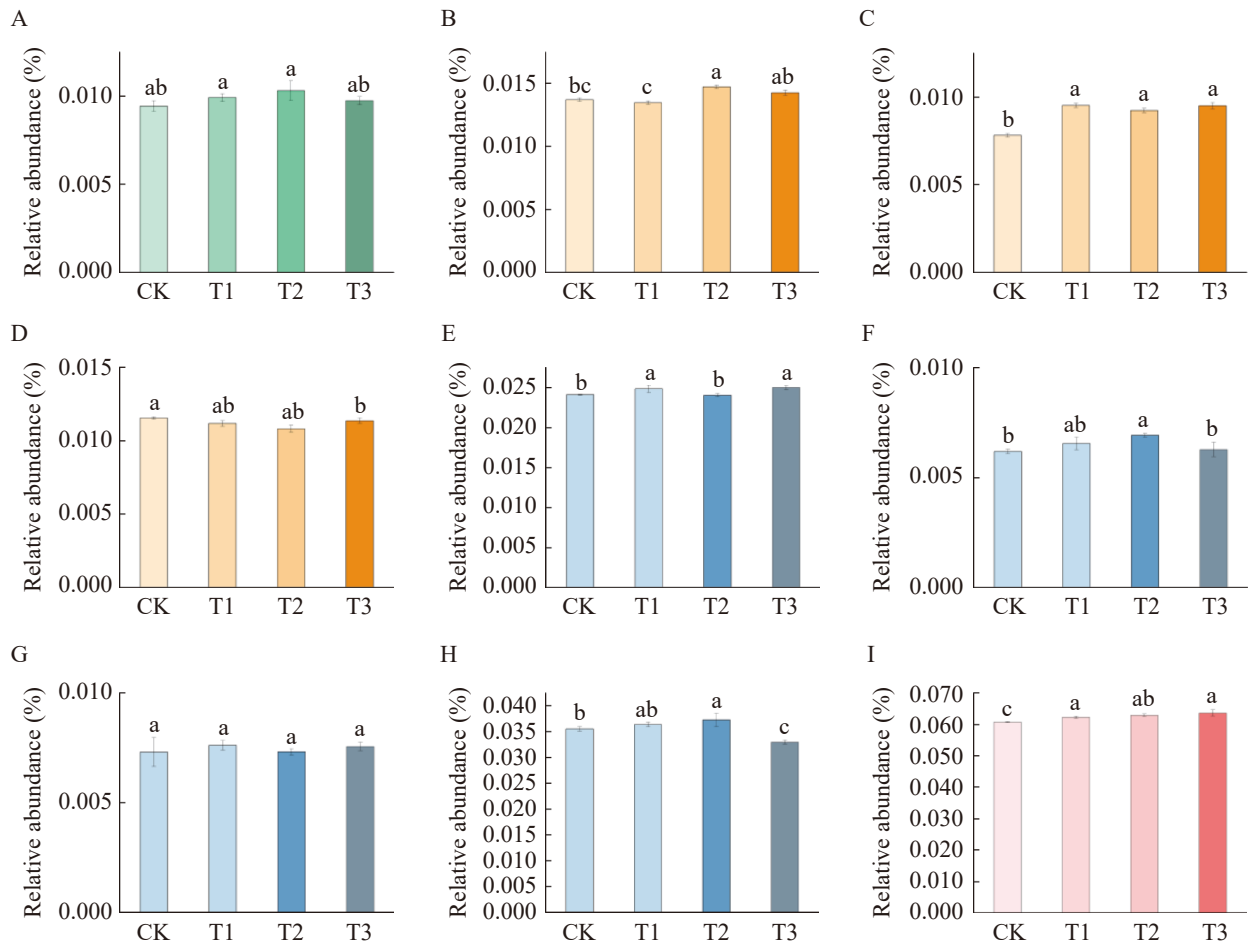 A
Relative abundance (%)
0.010
0.005
0.000
ab
a
a
ab
CK T1 T2 T3
B
Relative abundance (%)
0.015
0.010
0.005
0.000
bc
c
a
ab
CK T1 T2 T3
C
Relative abundance (%)
0.010
0.005
0.000
b
a
a
a
CK T1 T2 T3
D
Relative abundance (%)
0.015
0.010
0.005
0.000
a
ab
ab
b
CK T1 T2 T3
E
Relative abundance (%)
0.025
0.020
0.015
0.010
0.005
0.000
b
a
b
a
CK T1 T2 T3
F
Relative abundance (%)
0.010
0.005
0.000
b
ab
a
b
CK T1 T2 T3
G
Relative abundance (%)
0.010
0.005
0.000
a
a
a
a
CK T1 T2 T3
H
Relative abundance (%)
0.040
0.035
0.030
0.025
0.020
0.015
0.010
0.005
0.000
b
ab
a
c
CK T1 T2 T3
I
Relative abundance (%)
0.070
0.060
0.040
0.030
0.010
0.020
0.010
0.000
c
a
ab
a
CK T1 T2 T3